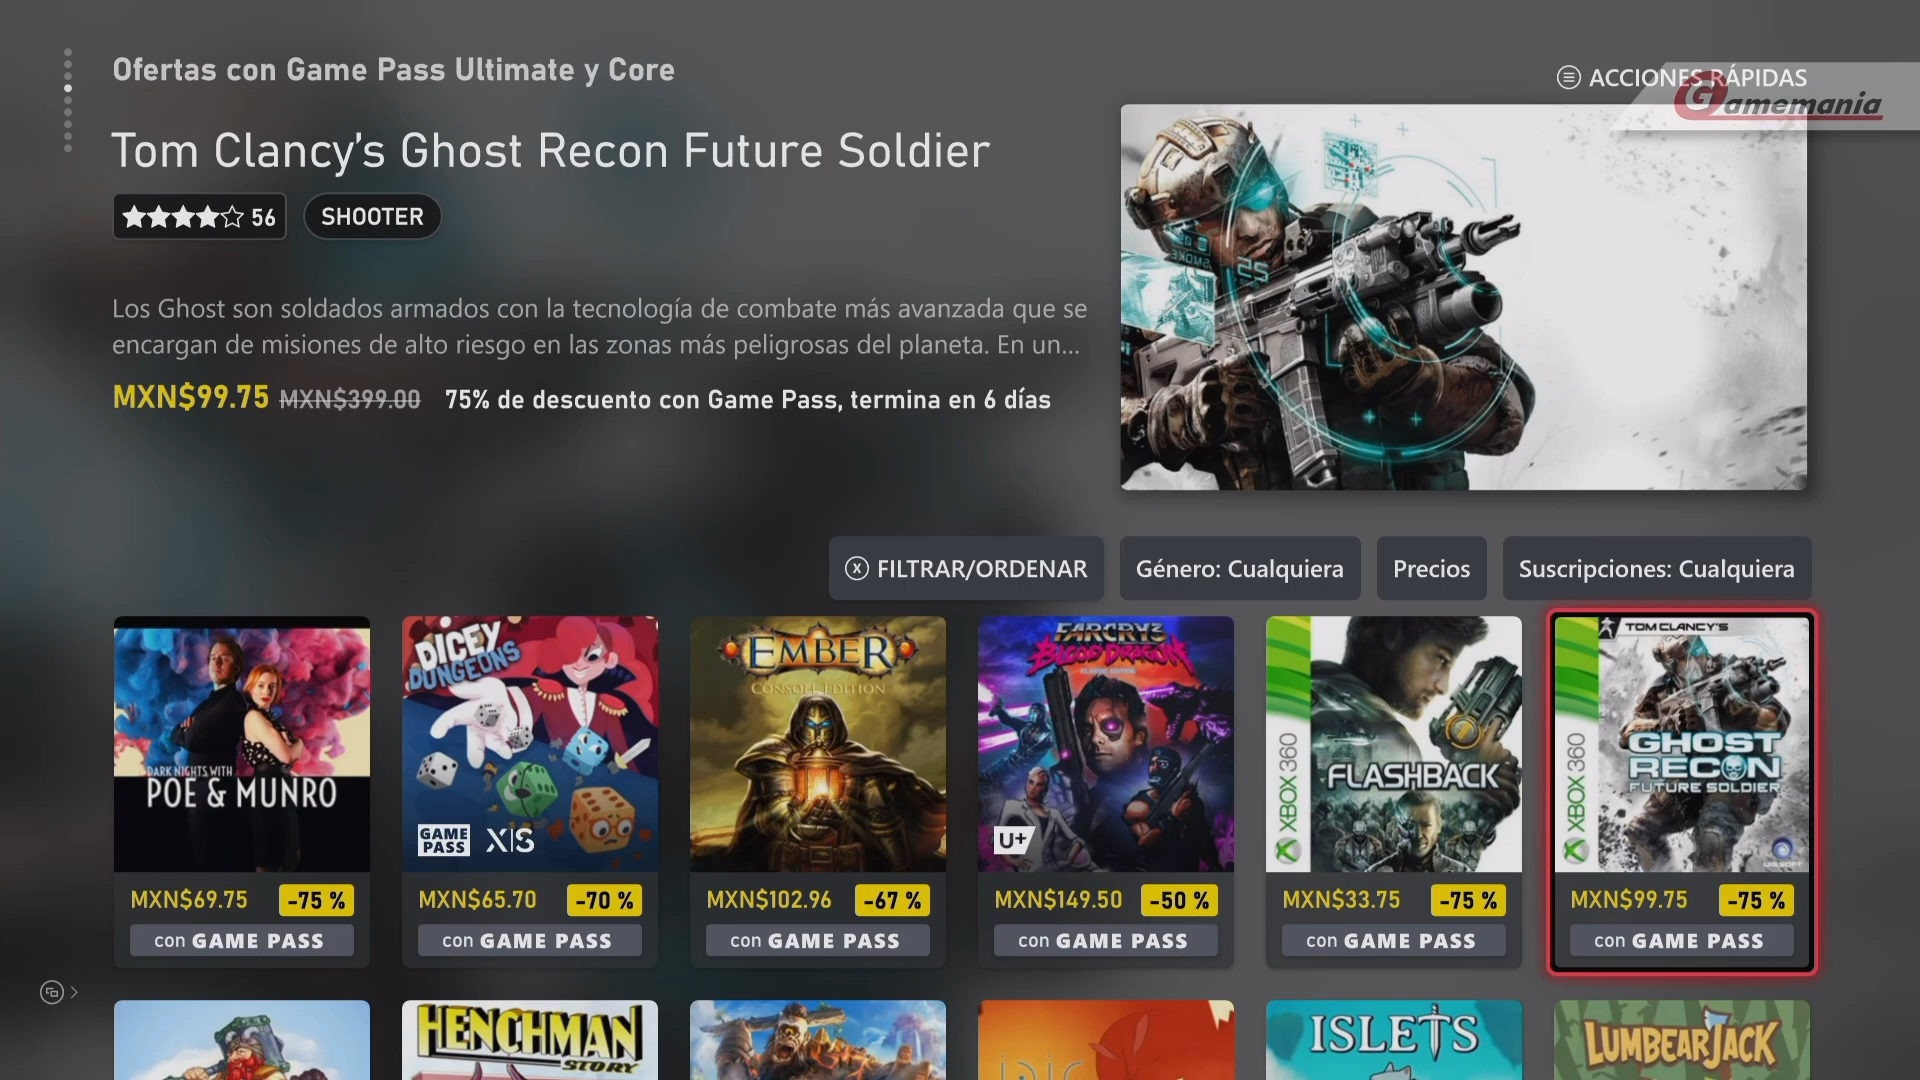 Ofertas con Game Pass Ultimate y Core
ACCIONES RÁPIDAS
Gamemania
Tom Clancy's Ghost Recon Future Soldier
56
SHOOTER
Los Ghost son soldados armados con la tecnología de combate más avanzada que se
encargan de misiones de alto riesgo en las zonas más peligrosas del planeta. En un...
MXN$99.75 MXN$399.00 75% de descuento con Game Pass, termina en 6 días
FILTRAR/ORDENAR
Género: Cualquiera
Precios
Suscripciones: Cualquiera
DARK NIGHTS WITH
POE & MUNRO
MXN$69.75
-75 %
con GAME PASS
DICEY
DUNGEONS
GAME
PASS
X|S
MXN$65.70
-70 %
con GAME PASS
EMBER
CONSOLE EDITION
MXN$102.96
-67 %
con GAME PASS
FARCRY3
BLOOD DRAGON
CLASSIC EDITION
U+
MXN$149.50
-50 %
con GAME PASS
XBOX 360
FLASHBACK
MXN$33.75
-75 %
con GAME PASS
XBOX 360
TOM CLANCY'S
GHOST
RECON
FUTURE SOLDIER
UBISOFT
MXN$99.75
-75 %
con GAME PASS
HENCHMAN
STORY
ISLETS
LUMBEARJACK